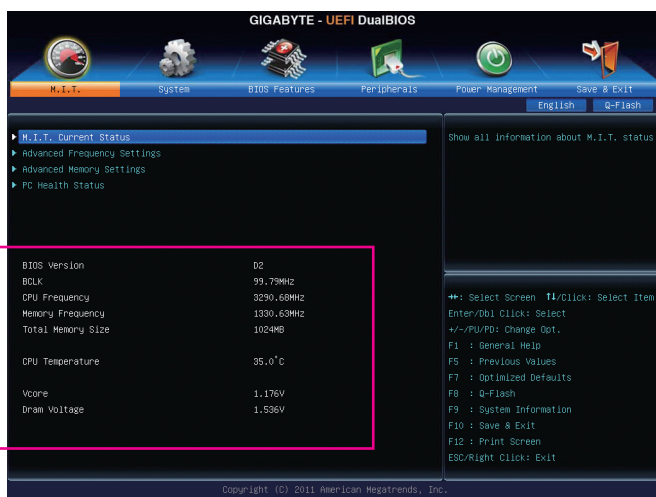 GIGABYTE - UEFI DualBIOS
M.I.T. System BIOS Features Peripherals Power Management Save & Exit
English Q-Flash
M.I.T. Current Status
Advanced Frequency Settings
Advanced Memory Settings
PC Health Status
Show all information about M.I.T. status
BIOS Version D2
BCLK 99.79MHz
CPU Frequency 3290.68MHz
Memory Frequency 1330.63MHz
Total Memory Size 1024MB
CPU Temperature 35.0°C
Vcore 1.176V
Dram Voltage 1.536V
→←: Select Screen ↑↓/Click: Select Item
Enter/Dbl Click: Select
+/-/PU/PD: Change Opt.
F1 : General Help
F5 : Previous Values
F7 : Optimized Defaults
F8 : Q-Flash
F9 : System Information
F10 : Save & Exit
F12 : Print Screen
ESC/Right Click: Exit
Copyright (C) 2011 American Megatrends, Inc.